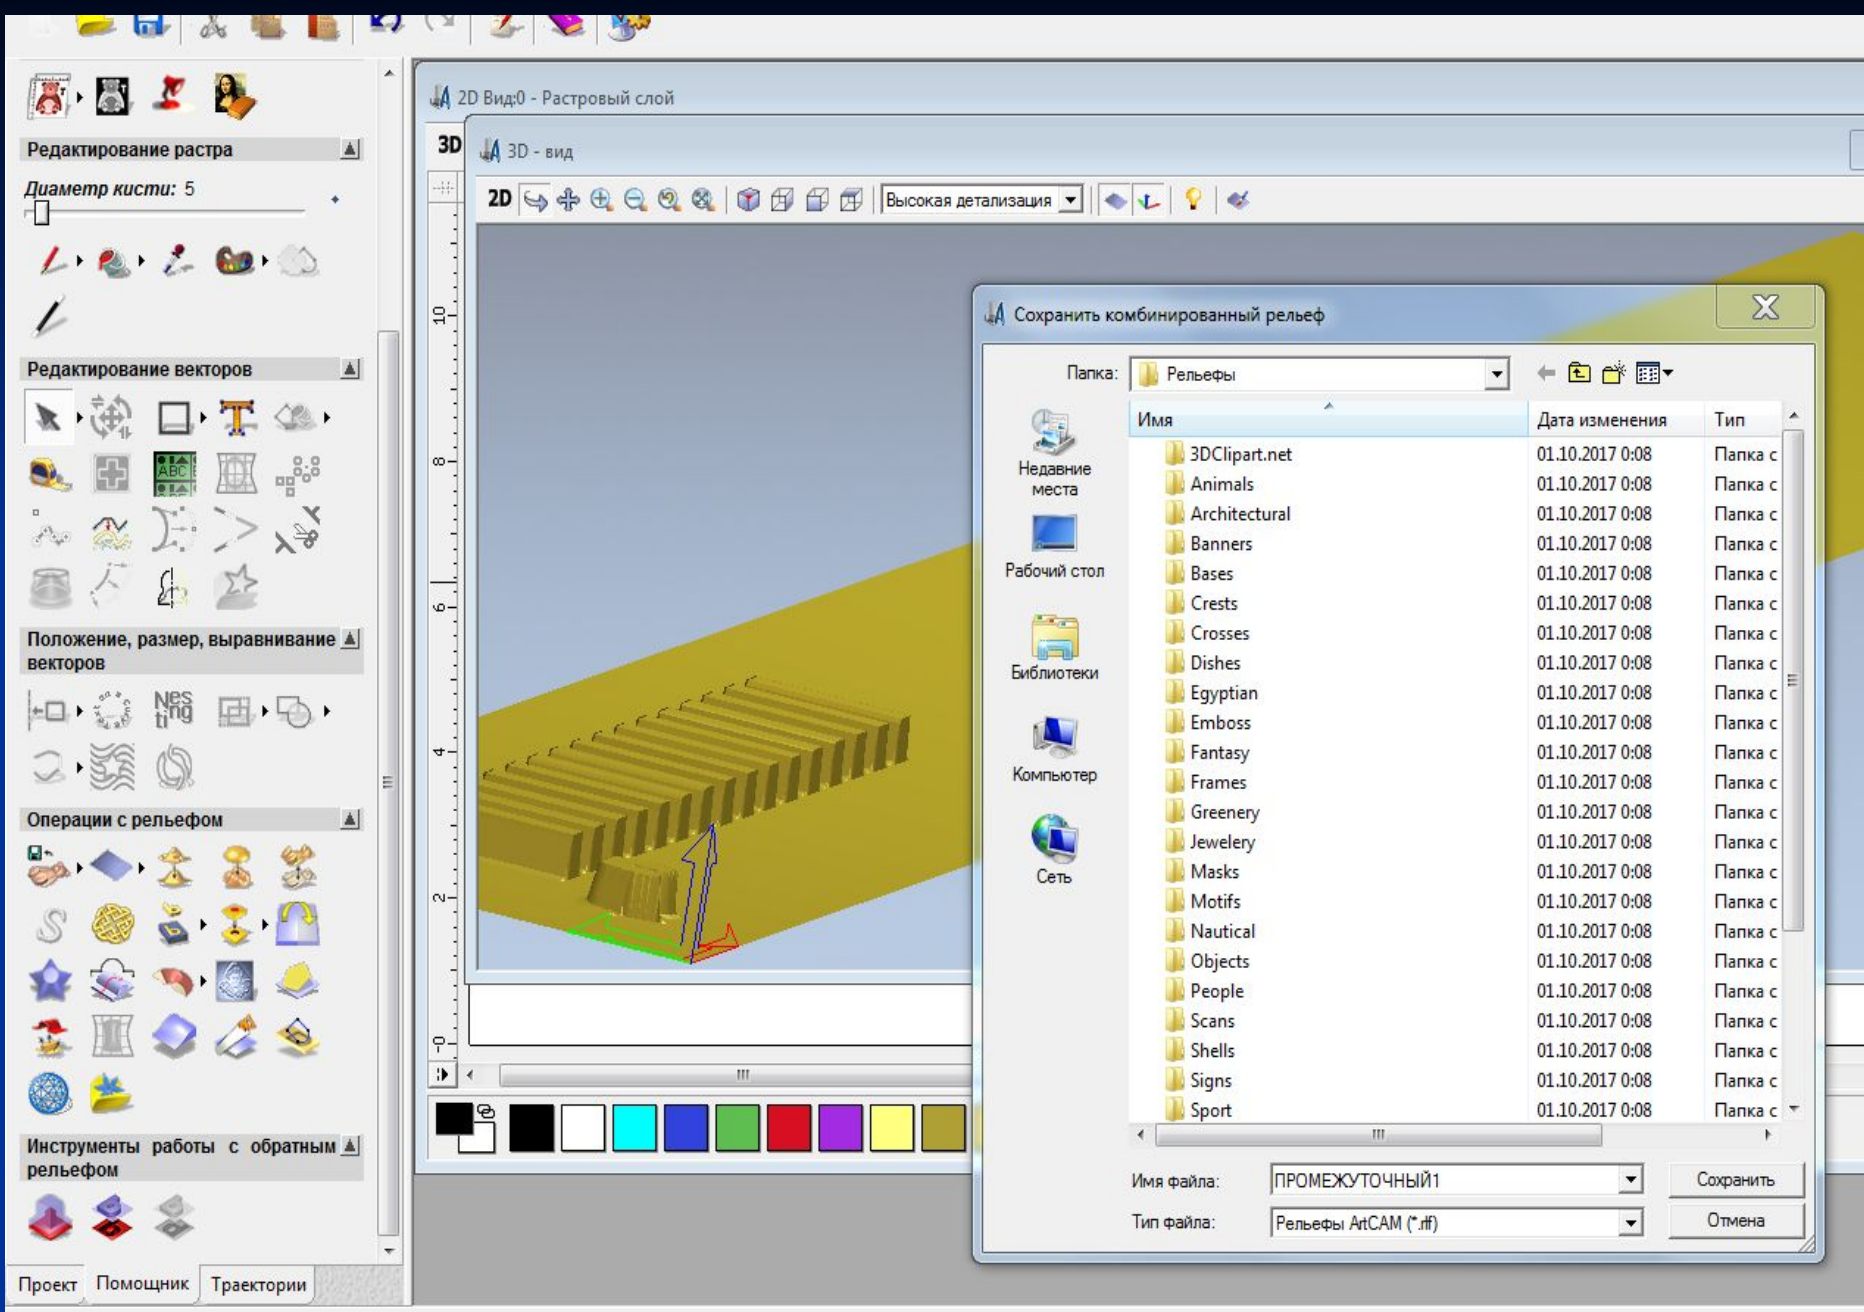 2D Вид:0 - Растровый слой
3D
3D - вид
2D
Высокая детализация
Редактирование растра
Диаметр кисти: 5
Редактирование векторов
ABC
Положение, размер, выравнивание
векторов
Nes
ting
Операции с рельефом
Инструменты работы с обратным
рельефом
Проект Помощник Траектории
10
8
6
4
2
-0
Сохранить комбинированный рельеф
Папка: Рельефы
Недавние
места
Рабочий стол
Библиотеки
Компьютер
Сеть
Имя Дата изменения Тип
3DClipart.net 01.10.2017 0:08 Папка с
Animals 01.10.2017 0:08 Папка с
Architectural 01.10.2017 0:08 Папка с
Banners 01.10.2017 0:08 Папка с
Bases 01.10.2017 0:08 Папка с
Crests 01.10.2017 0:08 Папка с
Crosses 01.10.2017 0:08 Папка с
Dishes 01.10.2017 0:08 Папка с
Egyptian 01.10.2017 0:08 Папка с
Emboss 01.10.2017 0:08 Папка с
Fantasy 01.10.2017 0:08 Папка с
Frames 01.10.2017 0:08 Папка с
Greenery 01.10.2017 0:08 Папка с
Jewelery 01.10.2017 0:08 Папка с
Masks 01.10.2017 0:08 Папка с
Motifs 01.10.2017 0:08 Папка с
Nautical 01.10.2017 0:08 Папка с
Objects 01.10.2017 0:08 Папка с
People 01.10.2017 0:08 Папка с
Scans 01.10.2017 0:08 Папка с
Shells 01.10.2017 0:08 Папка с
Signs 01.10.2017 0:08 Папка с
Sport 01.10.2017 0:08 Папка с
Имя файла: ПРОМЕЖУТОЧНЫЙ1 Сохранить
Тип файла: Рельефы ArtCAM (*.rlf) Отмена